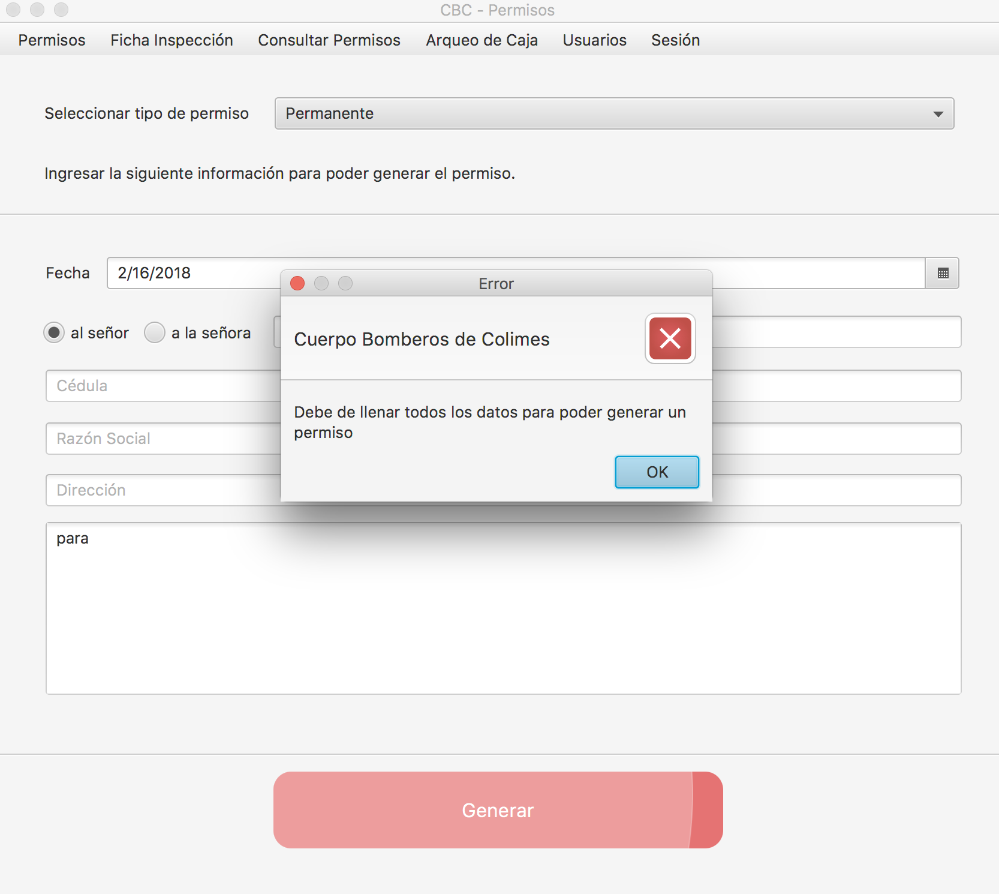 CBC - Permisos
Permisos Ficha Inspección Consultar Permisos Arqueo de Caja Usuarios Sesión
Seleccionar tipo de permiso Permanente
Ingresar la siguiente información para poder generar el permiso.
Fecha 2/16/2018
Error
al señor a la señora
Cuerpo Bomberos de Colimes
Cédula
Debe de llenar todos los datos para poder generar un
permiso
Razón Social
OK
Dirección
para
Generar